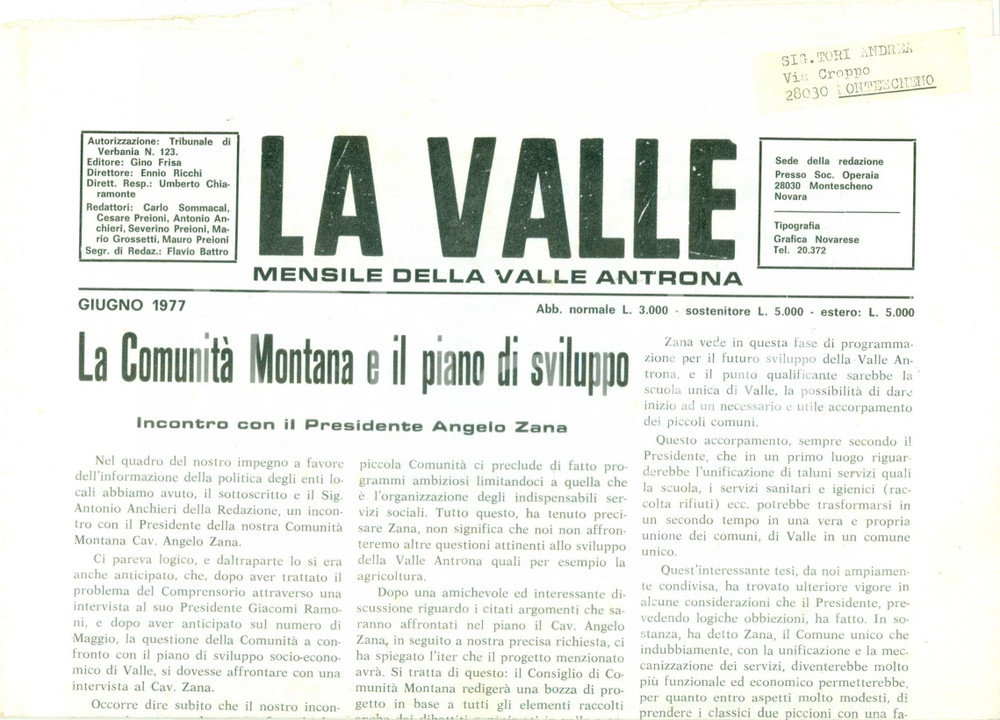 SIG. TORI ANDREA
Via Croppo
28030 MONTESCHENO
Autorizzazione: Tribunale di
Verbania N. 123.
Editore: Gino Frisa
Direttore: Ennio Ricchi
Dirett. Resp.: Umberto Chia-
ramonte
Redattori: Carlo Sommacal,
Cesare Preioni, Antonio An-
chieri, Severino Preioni, Ma-
rio Grossetti, Mauro Preioni
Segr. di Redaz.: Flavio Battro
LA VALLE
MENSILE DELLA VALLE ANTRONA
Sede della redazione
Presso Soc. Operaia
28030 Montescheno
Novara
Tipografia
Grafica Novarese
Tel. 20.372
GIUGNO 1977
Abb. normale L. 3.000 - sostenitore L. 5.000 - estero: L. 5.000
La Comunità Montana e il piano di sviluppo
Incontro con il Presidente Angelo Zana
Nel quadro del nostro impegno a favore
dell'informazione della politica degli enti lo-
cali abbiamo avuto, il sottoscritto e il Sig.
Antonio Anchieri della Redazione, un incon-
tro con il Presidente della nostra Comunità
Montana Cav. Angelo Zana.
Ci pareva logico, e daltraparte lo si era
anche anticipato, che, dopo aver trattato il
problema del Comprensorio attraverso una
intervista al suo Presidente Giacomi Ramo-
ni, e dopo aver anticipato sul numero di
Maggio, la questione della Comunità a con-
fronto con il piano di sviluppo socio-econo-
mico di Valle, si dovesse affrontare con una
intervista al Cav. Zana.
Occorre dire subito che il nostro incon-
piccola Comunità ci preclude di fatto pro-
grammi ambiziosi limitandoci a quella che
è l'organizzazione degli indispensabili ser-
vizi sociali. Tutto questo, ha tenuto preci-
sare Zana, non significa che noi non affron-
teremo altre questioni attinenti allo sviluppo
della Valle Antrona quali per esempio la
agricoltura.
Dopo una amichevole ed interessante di-
scussione riguardo i citati argomenti che sa-
ranno affrontati nel piano il Cav. Angelo
Zana, in seguito a nostra precisa richiesta, ci
ha spiegato l'iter che il progetto menzionato
avrà. Si tratta di questo: il Consiglio di Co-
munità Montana redigerà una bozza di pro-
getto in base a tutti gli elementi raccolti
Zana vede in questa fase di programma-
zione per il futuro sviluppo della Valle An-
trona, e il punto qualificante sarebbe la
scuola unica di Valle, la possibilità di dare
inizio ad un necessario e utile accorpamento
dei piccoli comuni.
Questo accorpamento, sempre secondo il
Presidente, che in un primo luogo riguar-
derebbe l'unificazione di taluni servizi quali
la scuola, i servizi sanitari e igienici (rac-
colta rifiuti) ecc. potrebbe trasformarsi in
un secondo tempo in una vera e propria
unione dei comuni, di Valle in un comune
unico.
Quest'interessante tesi, da noi ampiamen-
te condivisa, ha trovato ulteriore vigore in
alcune considerazioni che il Presidente, pre-
vedendo logiche obbiezioni, ha fatto. In so-
stanza, ha detto Zana, il Comune unico che
indubbiamente, con la unificazione e la mec-
canizzazione dei servizi, diventerebbe molto
più funzionale ed economico permetterebbe,
per quanto entro aspetti molto modesti, di
prendere i classici due piccioni con una fa-